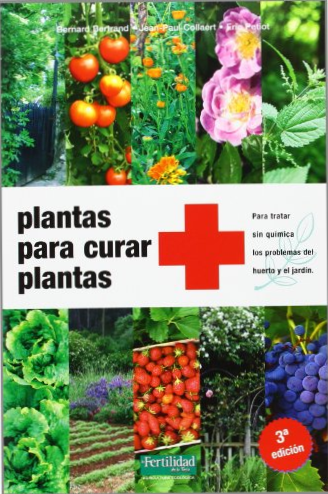 Bernard Bertrand • Jean-Paul Collaert • Eric Petiot
plantas
para curar
plantas
Para tratar
sin química
los problemas del
huerto y el jardín.
3ª
edición
Fertilidad
de la Tierra